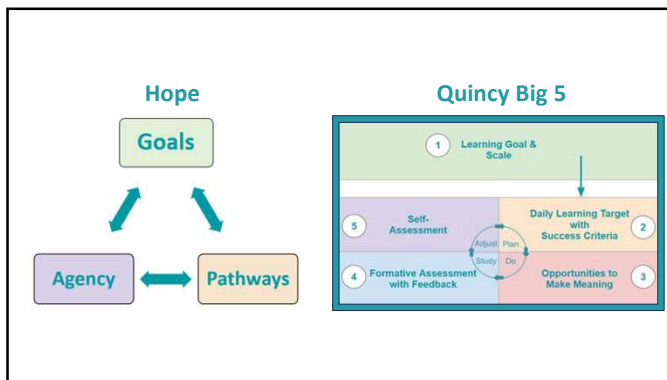 Hope
Goals
Agency
Pathways
Quincy Big 5
1
Learning Goal &
Scale
5
Self-
Assessment
Daily Learning Target
with
Success Criteria
2
Adjust
Plan
Study
Do
4
Formative Assessment
with Feedback
Opportunities to
Make Meaning
3